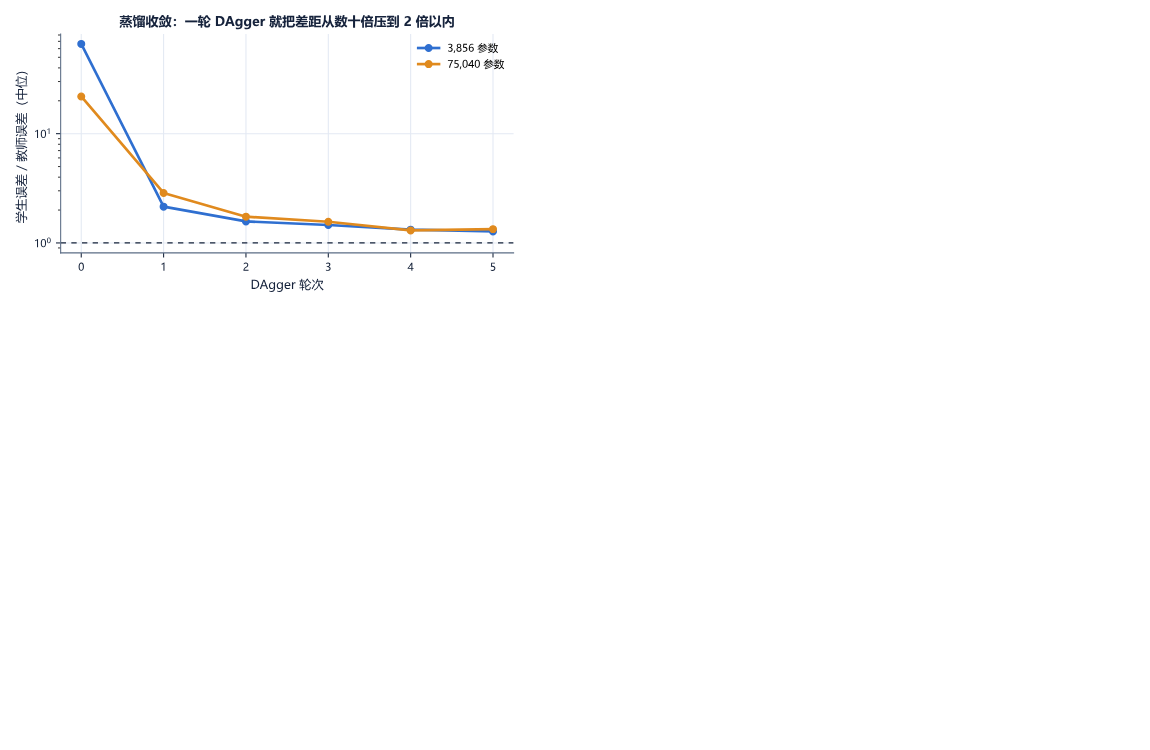 蒸馏收敛：一轮 DAgger 就把差距从数十倍压到 2 倍以内
3,856 参数
75,040 参数
学生误差 / 教师误差（中位）
10¹
10⁰
0 1 2 3 4 5
DAgger 轮次